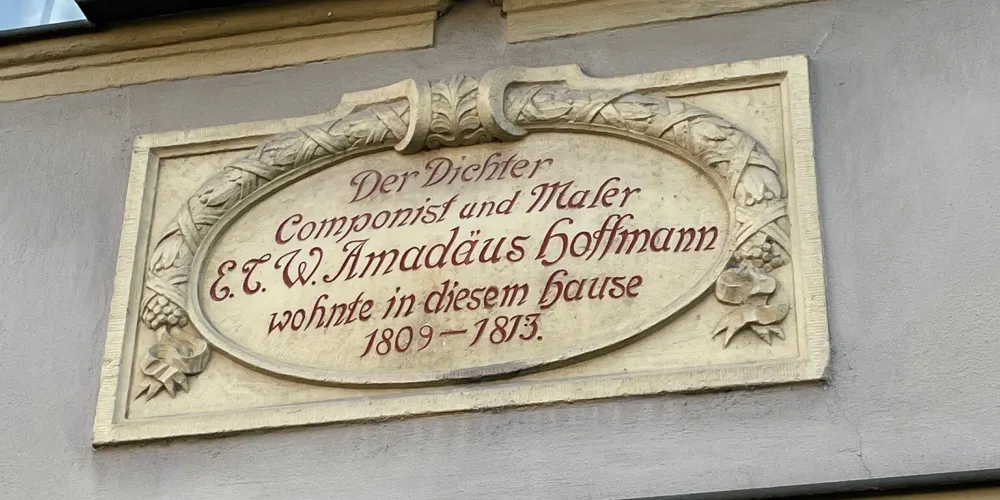 Der Dichter
Componist und Maler
E. T. W. Amadäus Hoffmann
wohnte in diesem Hause
1809 – 1813.